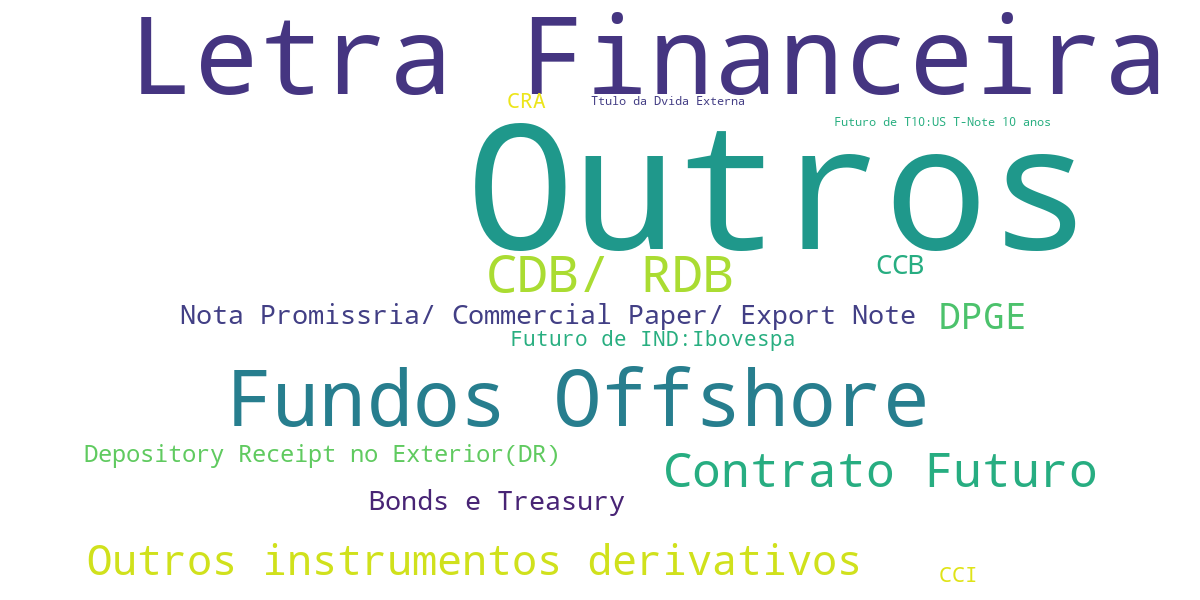 Letra Financeira
CRA
Ttulo da Dvida Externa
Futuro de T10:US T-Note 10 anos
Outros
CDB/ RDB
CCB
Nota Promissria/ Commercial Paper/ Export Note
DPGE
Futuro de IND:Ibovespa
Fundos Offshore
Depository Receipt no Exterior(DR)
Contrato Futuro
Bonds e Treasury
Outros instrumentos derivativos
CCI